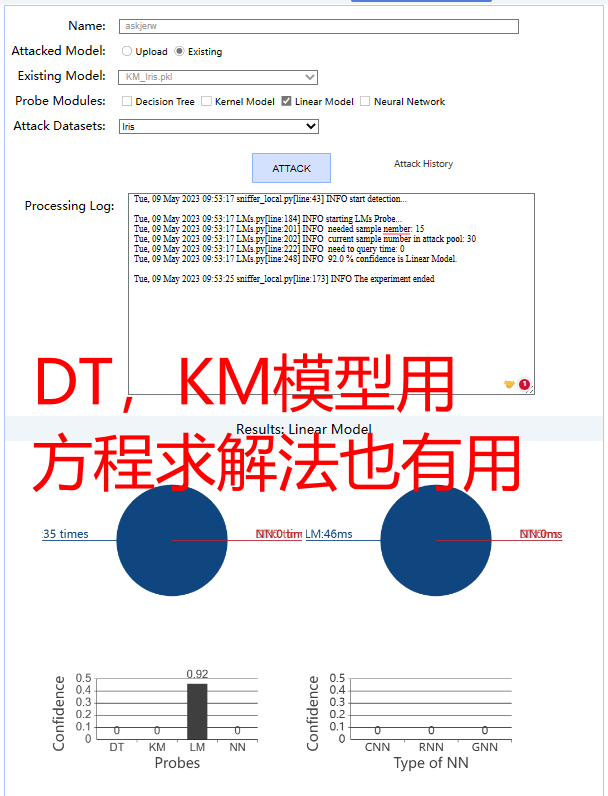 Name: askjerw
Attacked Model: Upload Existing
Existing Model: KM_Iris.pkl
Probe Modules: Decision Tree Kernel Model Linear Model Neural Network
Attack Datasets: Iris
ATTACK Attack History
Processing Log:
Tue, 09 May 2023 09:53:17 sniffer_local.py[line:43] INFO start detection...
Tue, 09 May 2023 09:53:17 LMs.py[line:184] INFO starting LMs Probe...
Tue, 09 May 2023 09:53:17 LMs.py[line:201] INFO needed sample nember: 15
Tue, 09 May 2023 09:53:17 LMs.py[line:202] INFO current sample number in attack pool: 30
Tue, 09 May 2023 09:53:17 LMs.py[line:222] INFO need to query time: 0
Tue, 09 May 2023 09:53:17 LMs.py[line:248] INFO 92.0 % confidence is Linear Model.
Tue, 09 May 2023 09:53:25 sniffer_local.py[line:173] INFO The experiment ended
1
DT，KM模型用
Results: Linear Model
方程求解法也有用
35 times
LM:46ms
NN:0ms
Confidence
0.5
0.4
0.3
0.2
0.1
0
0 0 0.92 0
DT KM LM NN
Probes
Confidence
0.5
0.4
0.3
0.2
0.1
0
0 0 0
CNN RNN GNN
Type of NN